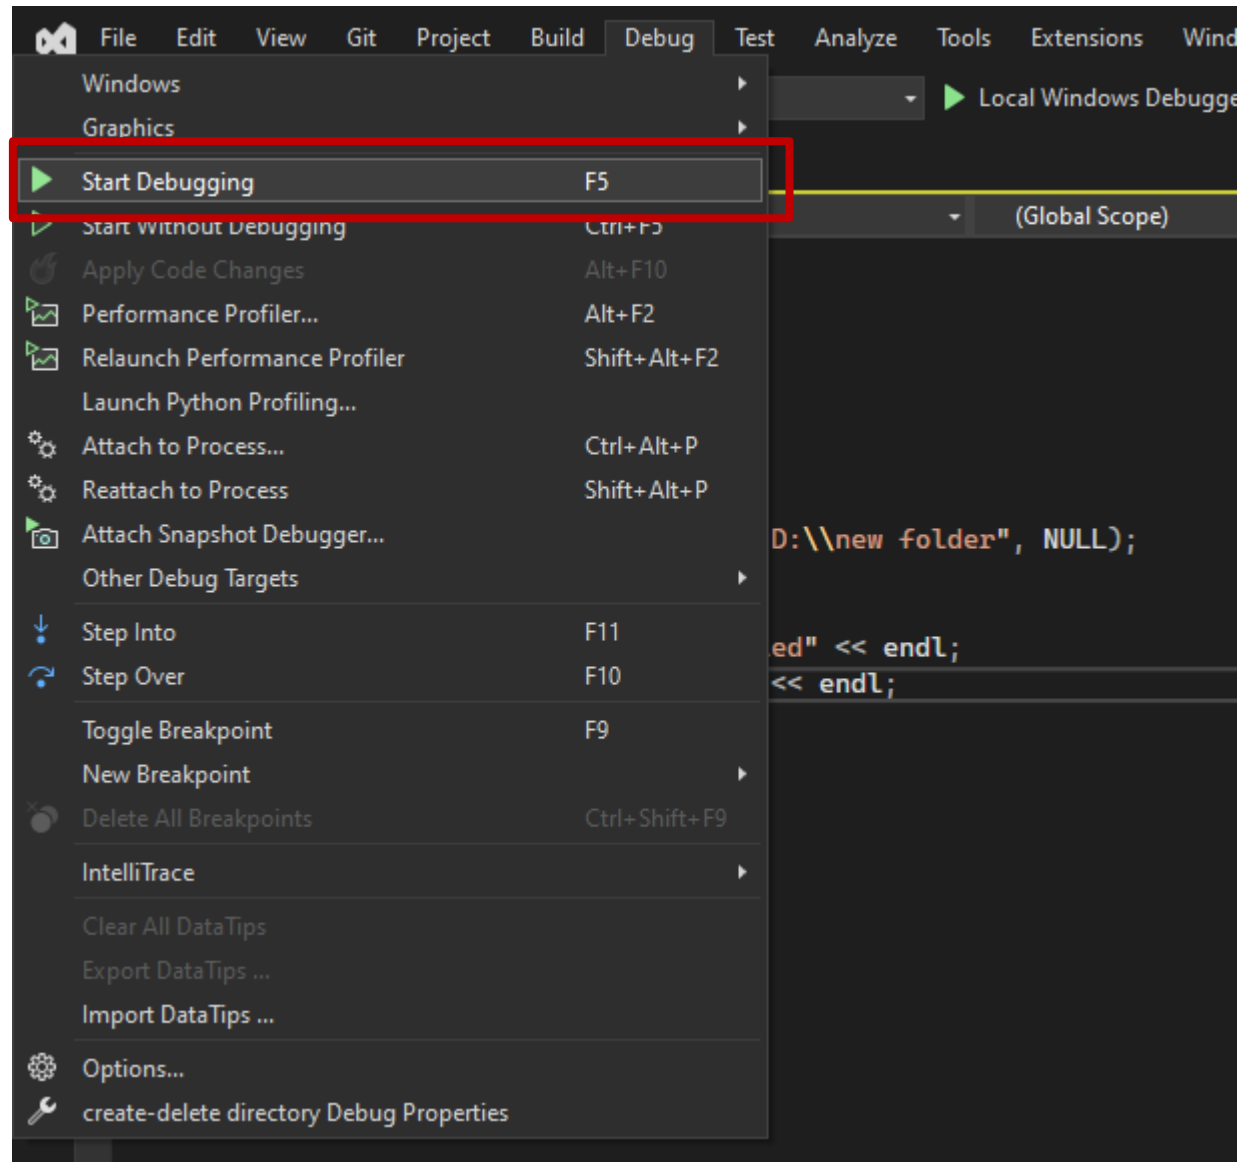 File Edit View Git Project Build Debug Test Analyze Tools Extensions Wind
Windows
Local Windows Debugge
Graphics
Start Debugging F5
(Global Scope)
Start Without Debugging Ctrl+F5
Apply Code Changes Alt+F10
Performance Profiler... Alt+F2
Relaunch Performance Profiler Shift+Alt+F2
Launch Python Profiling...
Attach to Process... Ctrl+Alt+P
Reattach to Process Shift+Alt+P
Attach Snapshot Debugger...
D:\\new folder", NULL);
Other Debug Targets
Step Into F11
ed" << endl;
Step Over F10
<< endl;
Toggle Breakpoint F9
New Breakpoint
Delete All Breakpoints Ctrl+Shift+F9
IntelliTrace
Clear All DataTips
Export DataTips ...
Import DataTips ...
Options...
create-delete directory Debug Properties